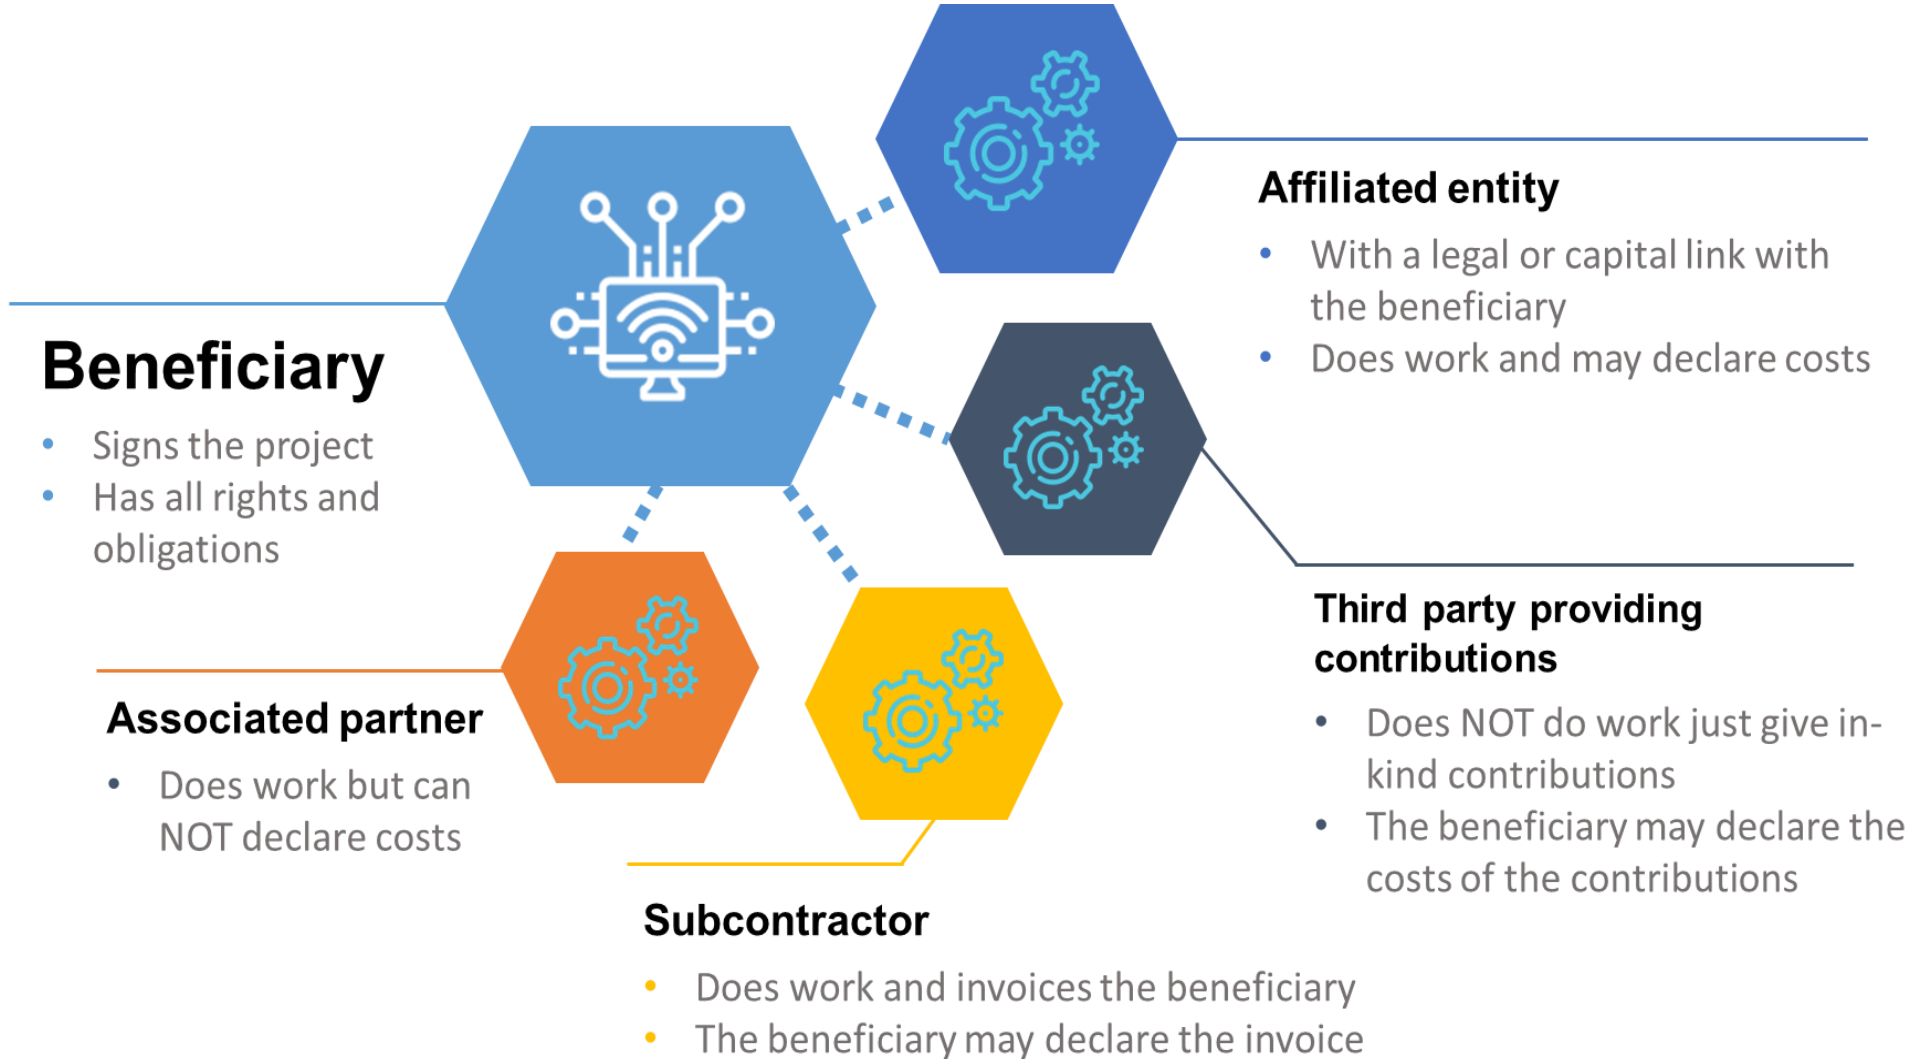 Beneficiary
• Signs the project
• Has all rights and
obligations
Affiliated entity
• With a legal or capital link with
the beneficiary
• Does work and may declare costs
Third party providing
contributions
• Does NOT do work just give in-
kind contributions
• The beneficiary may declare the
costs of the contributions
Associated partner
• Does work but can
NOT declare costs
Subcontractor
• Does work and invoices the beneficiary
• The beneficiary may declare the invoice